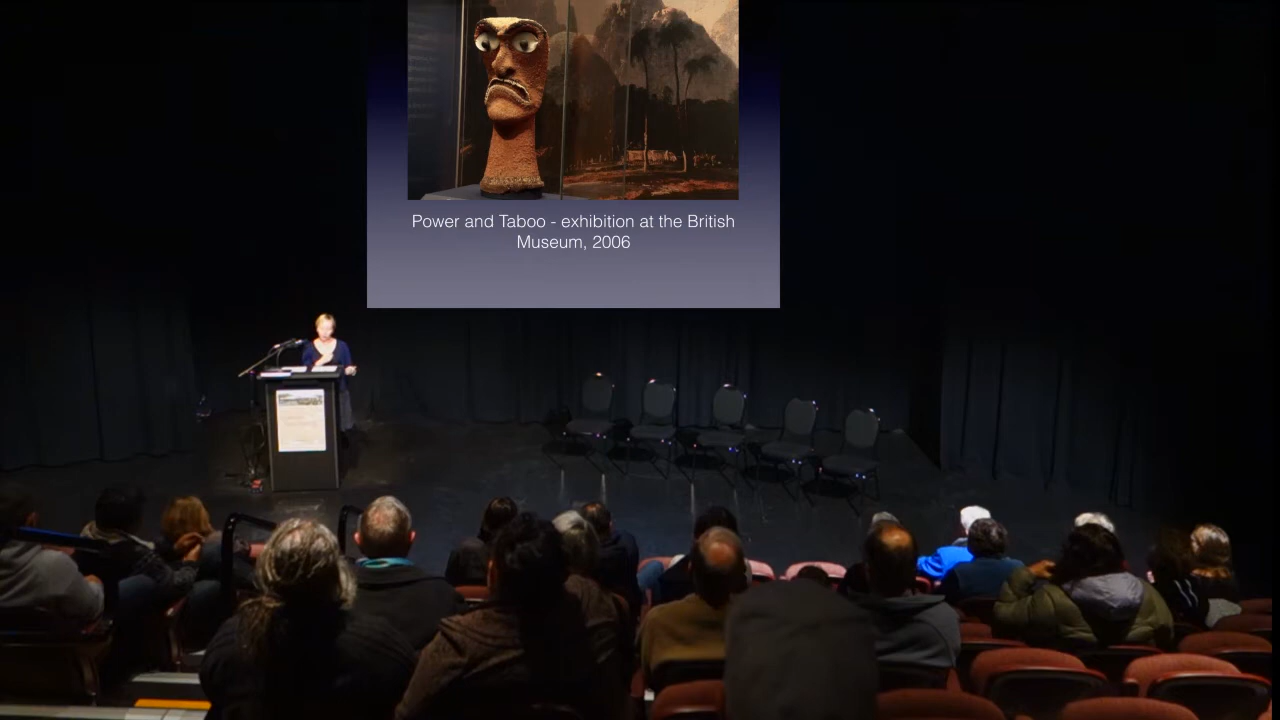 Power and Taboo - exhibition at the British
Museum, 2006